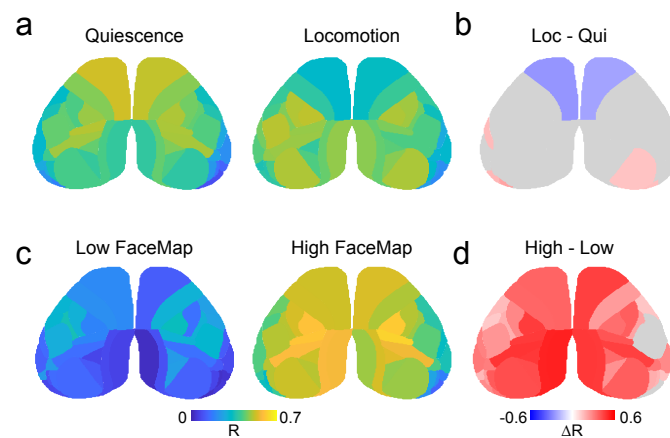 a
Quiescence
Locomotion
b
Loc - Qui
c
Low FaceMap
High FaceMap
d
High - Low
0
0.7
R
-0.6
0.6
ΔR